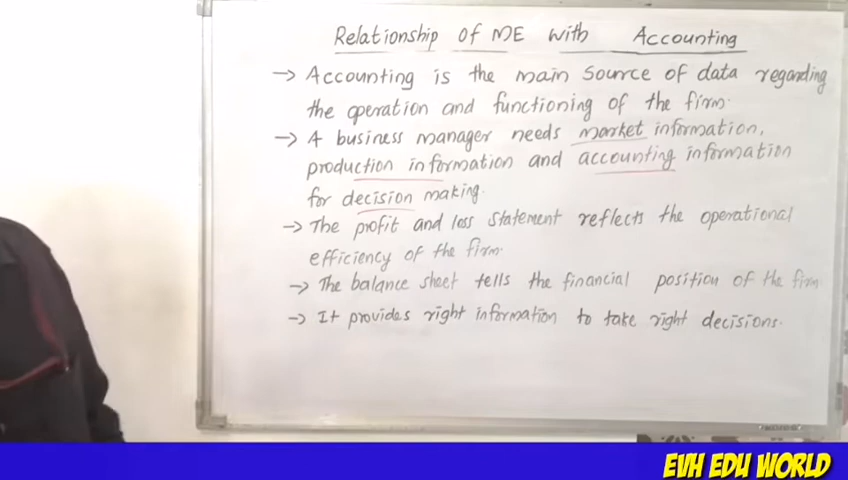 Relationship of ME with Accounting
→ Accounting is the main source of data regarding
the operation and functioning of the firm.
→ A business manager needs market information,
production information and accounting information
for decision making.
→ The profit and loss statement reflects the operational
efficiency of the firm.
→ The balance sheet tells the financial position of the firm
→ It provides right information to take right decisions.
EVH EDU WORLD